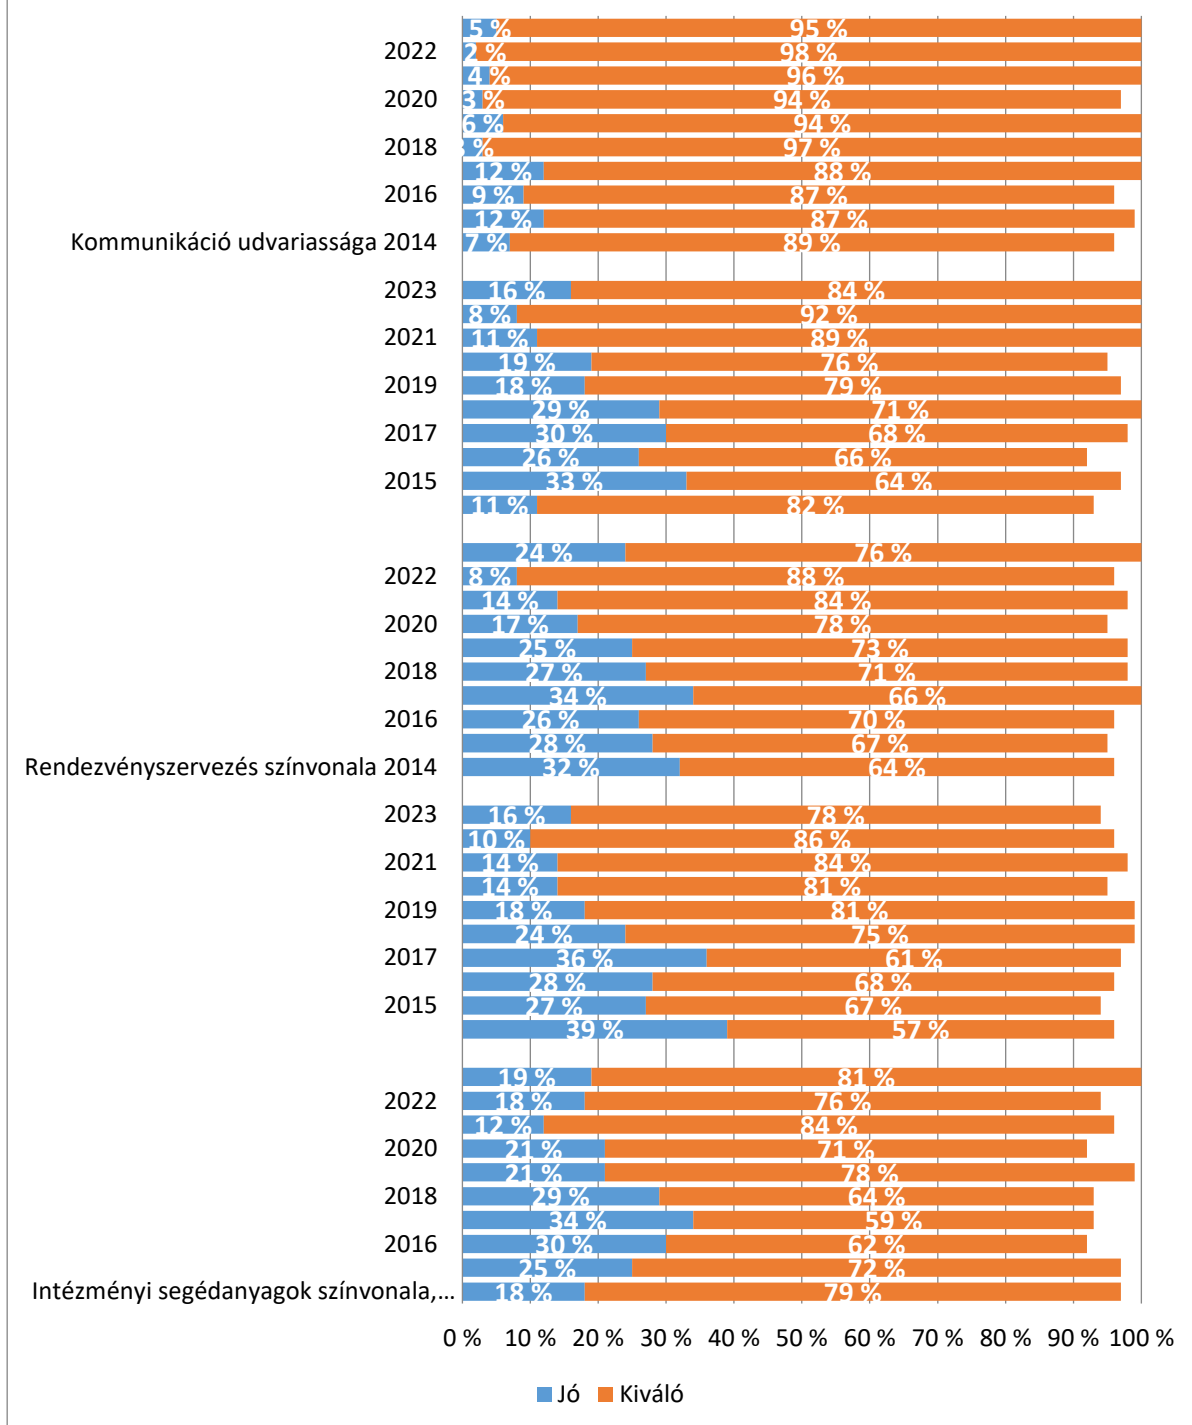 5 % 95 %
2022 2 % 98 %
4 % 96 %
2020 3 % 94 %
6 % 94 %
2018 3 % 97 %
12 % 88 %
2016 9 % 87 %
12 % 87 %
Kommunikáció udvariassága 2014 7 % 89 %
2023 16 % 84 %
8 % 92 %
2021 11 % 89 %
19 % 76 %
2019 18 % 79 %
29 % 71 %
2017 30 % 68 %
26 % 66 %
2015 33 % 64 %
11 % 82 %
24 % 76 %
2022 8 % 88 %
14 % 84 %
2020 17 % 78 %
25 % 73 %
2018 27 % 71 %
34 % 66 %
2016 26 % 70 %
28 % 67 %
Rendezvényszervezés színvonala 2014 32 % 64 %
2023 16 % 78 %
10 % 86 %
2021 14 % 84 %
14 % 81 %
2019 18 % 81 %
24 % 75 %
2017 36 % 61 %
28 % 68 %
2015 27 % 67 %
39 % 57 %
19 % 81 %
2022 18 % 76 %
12 % 84 %
2020 21 % 71 %
21 % 78 %
2018 29 % 64 %
34 % 59 %
2016 30 % 62 %
25 % 72 %
Intézményi segédanyagok színvonala,... 18 % 79 %
0 % 10 % 20 % 30 % 40 % 50 % 60 % 70 % 80 % 90 % 100 %
Jó Kiváló